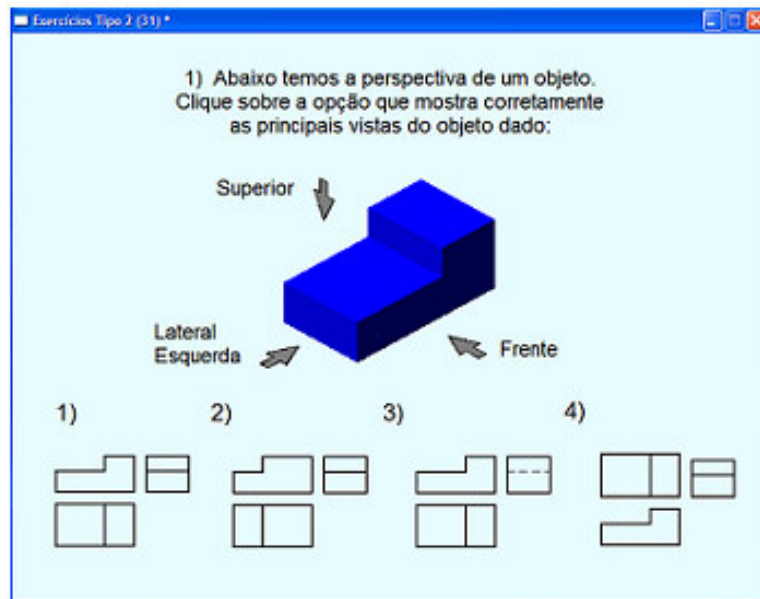 Exercícios Tipo 2 (31) *
1) Abaixo temos a perspectiva de um objeto.
Clique sobre a opção que mostra corretamente
as principais vistas do objeto dado:
Superior
Lateral
Esquerda
Frente
1)
2)
3)
4)